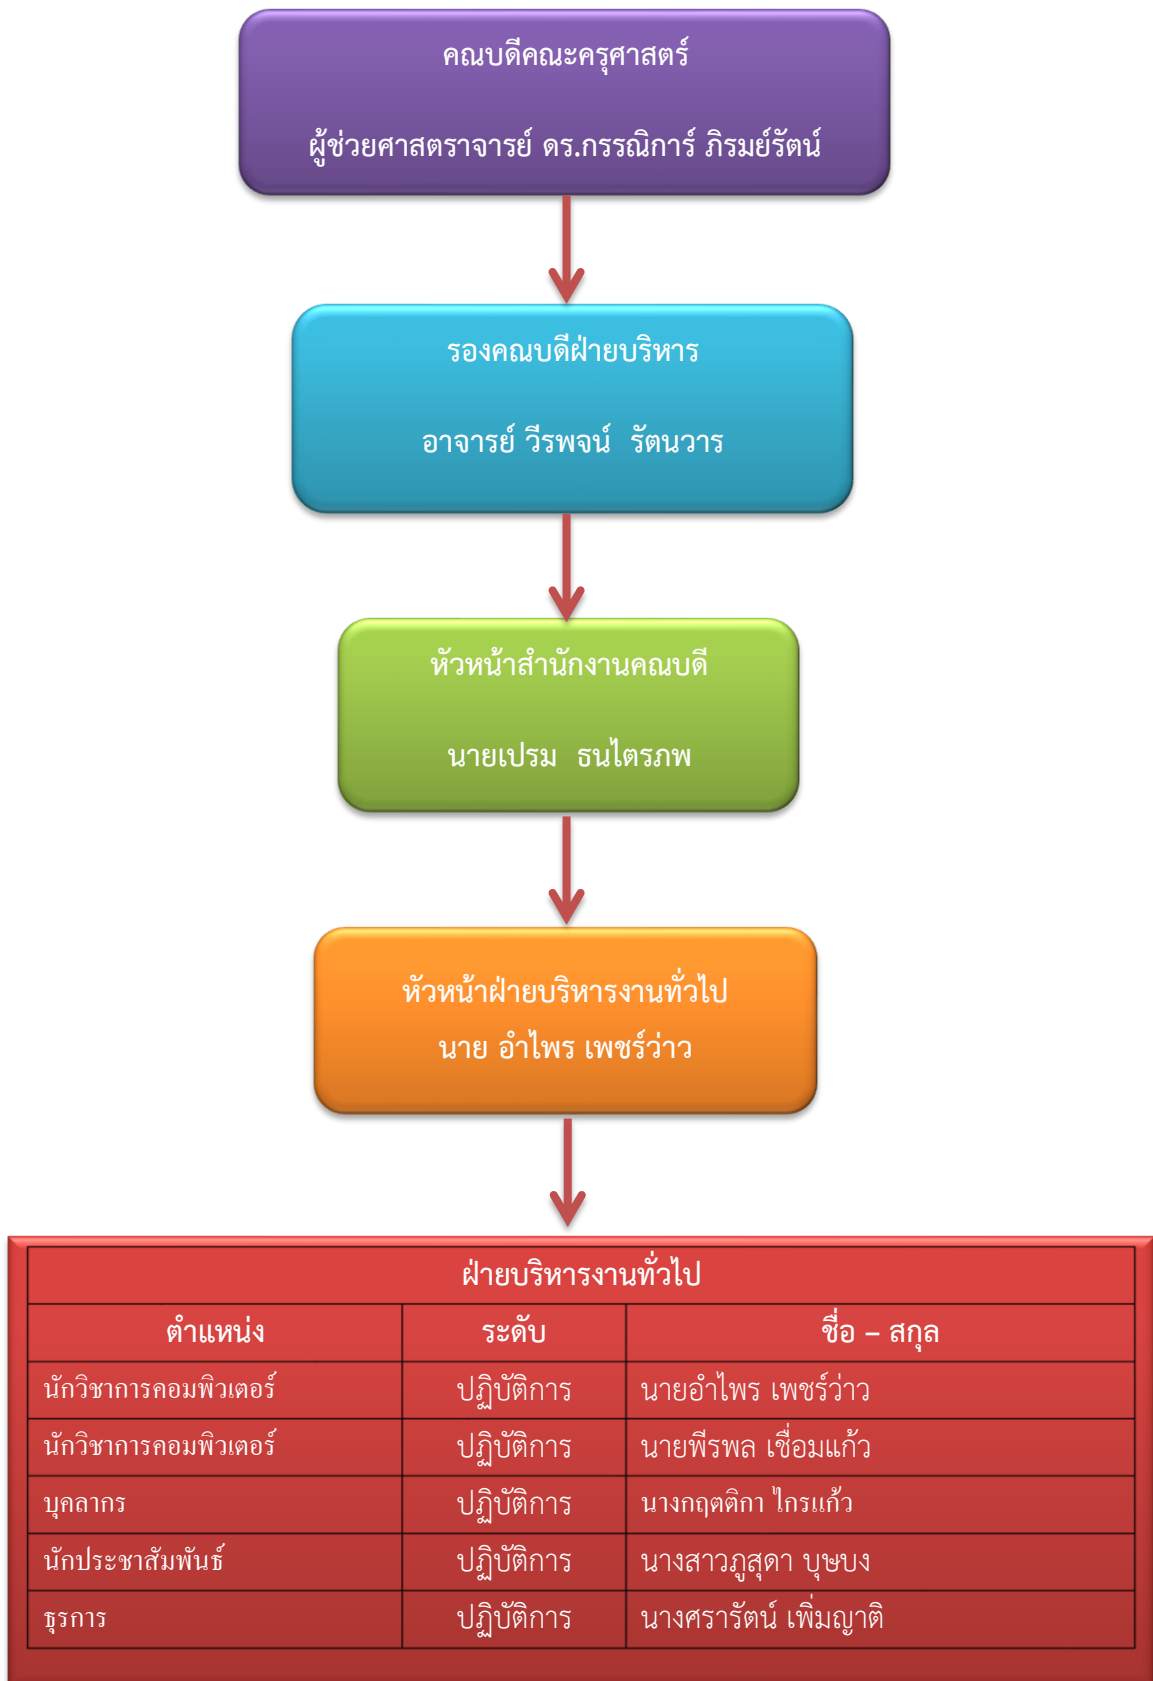 คณบดีคณะครุศาสตร์
ผู้ช่วยศาสตราจารย์ ดร.กรรณิการ์ ภิรมย์รัตน์
รองคณบดีฝ่ายบริหาร
อาจารย์ วีรพจน์  รัตนวาร
หัวหน้าสำนักงานคณบดี
นายเปรม  ธนไตรภพ
หัวหน้าฝ่ายบริหารงานทั่วไป
นาย อำไพร เพชร์ว่าว
ฝ่ายบริหารงานทั่วไป
ตำแหน่ง ระดับ ชื่อ – สกุล
นักวิชาการคอมพิวเตอร์ ปฏิบัติการ นายอำไพร เพชร์ว่าว
นักวิชาการคอมพิวเตอร์ ปฏิบัติการ นายพีรพล เชื่อมแก้ว
บุคลากร ปฏิบัติการ นางกฤตติกา ไกรแก้ว
นักประชาสัมพันธ์ ปฏิบัติการ นางสาวภูสุดา บุษบง
ธุรการ ปฏิบัติการ นางศรารัตน์ เพิ่มญาติ